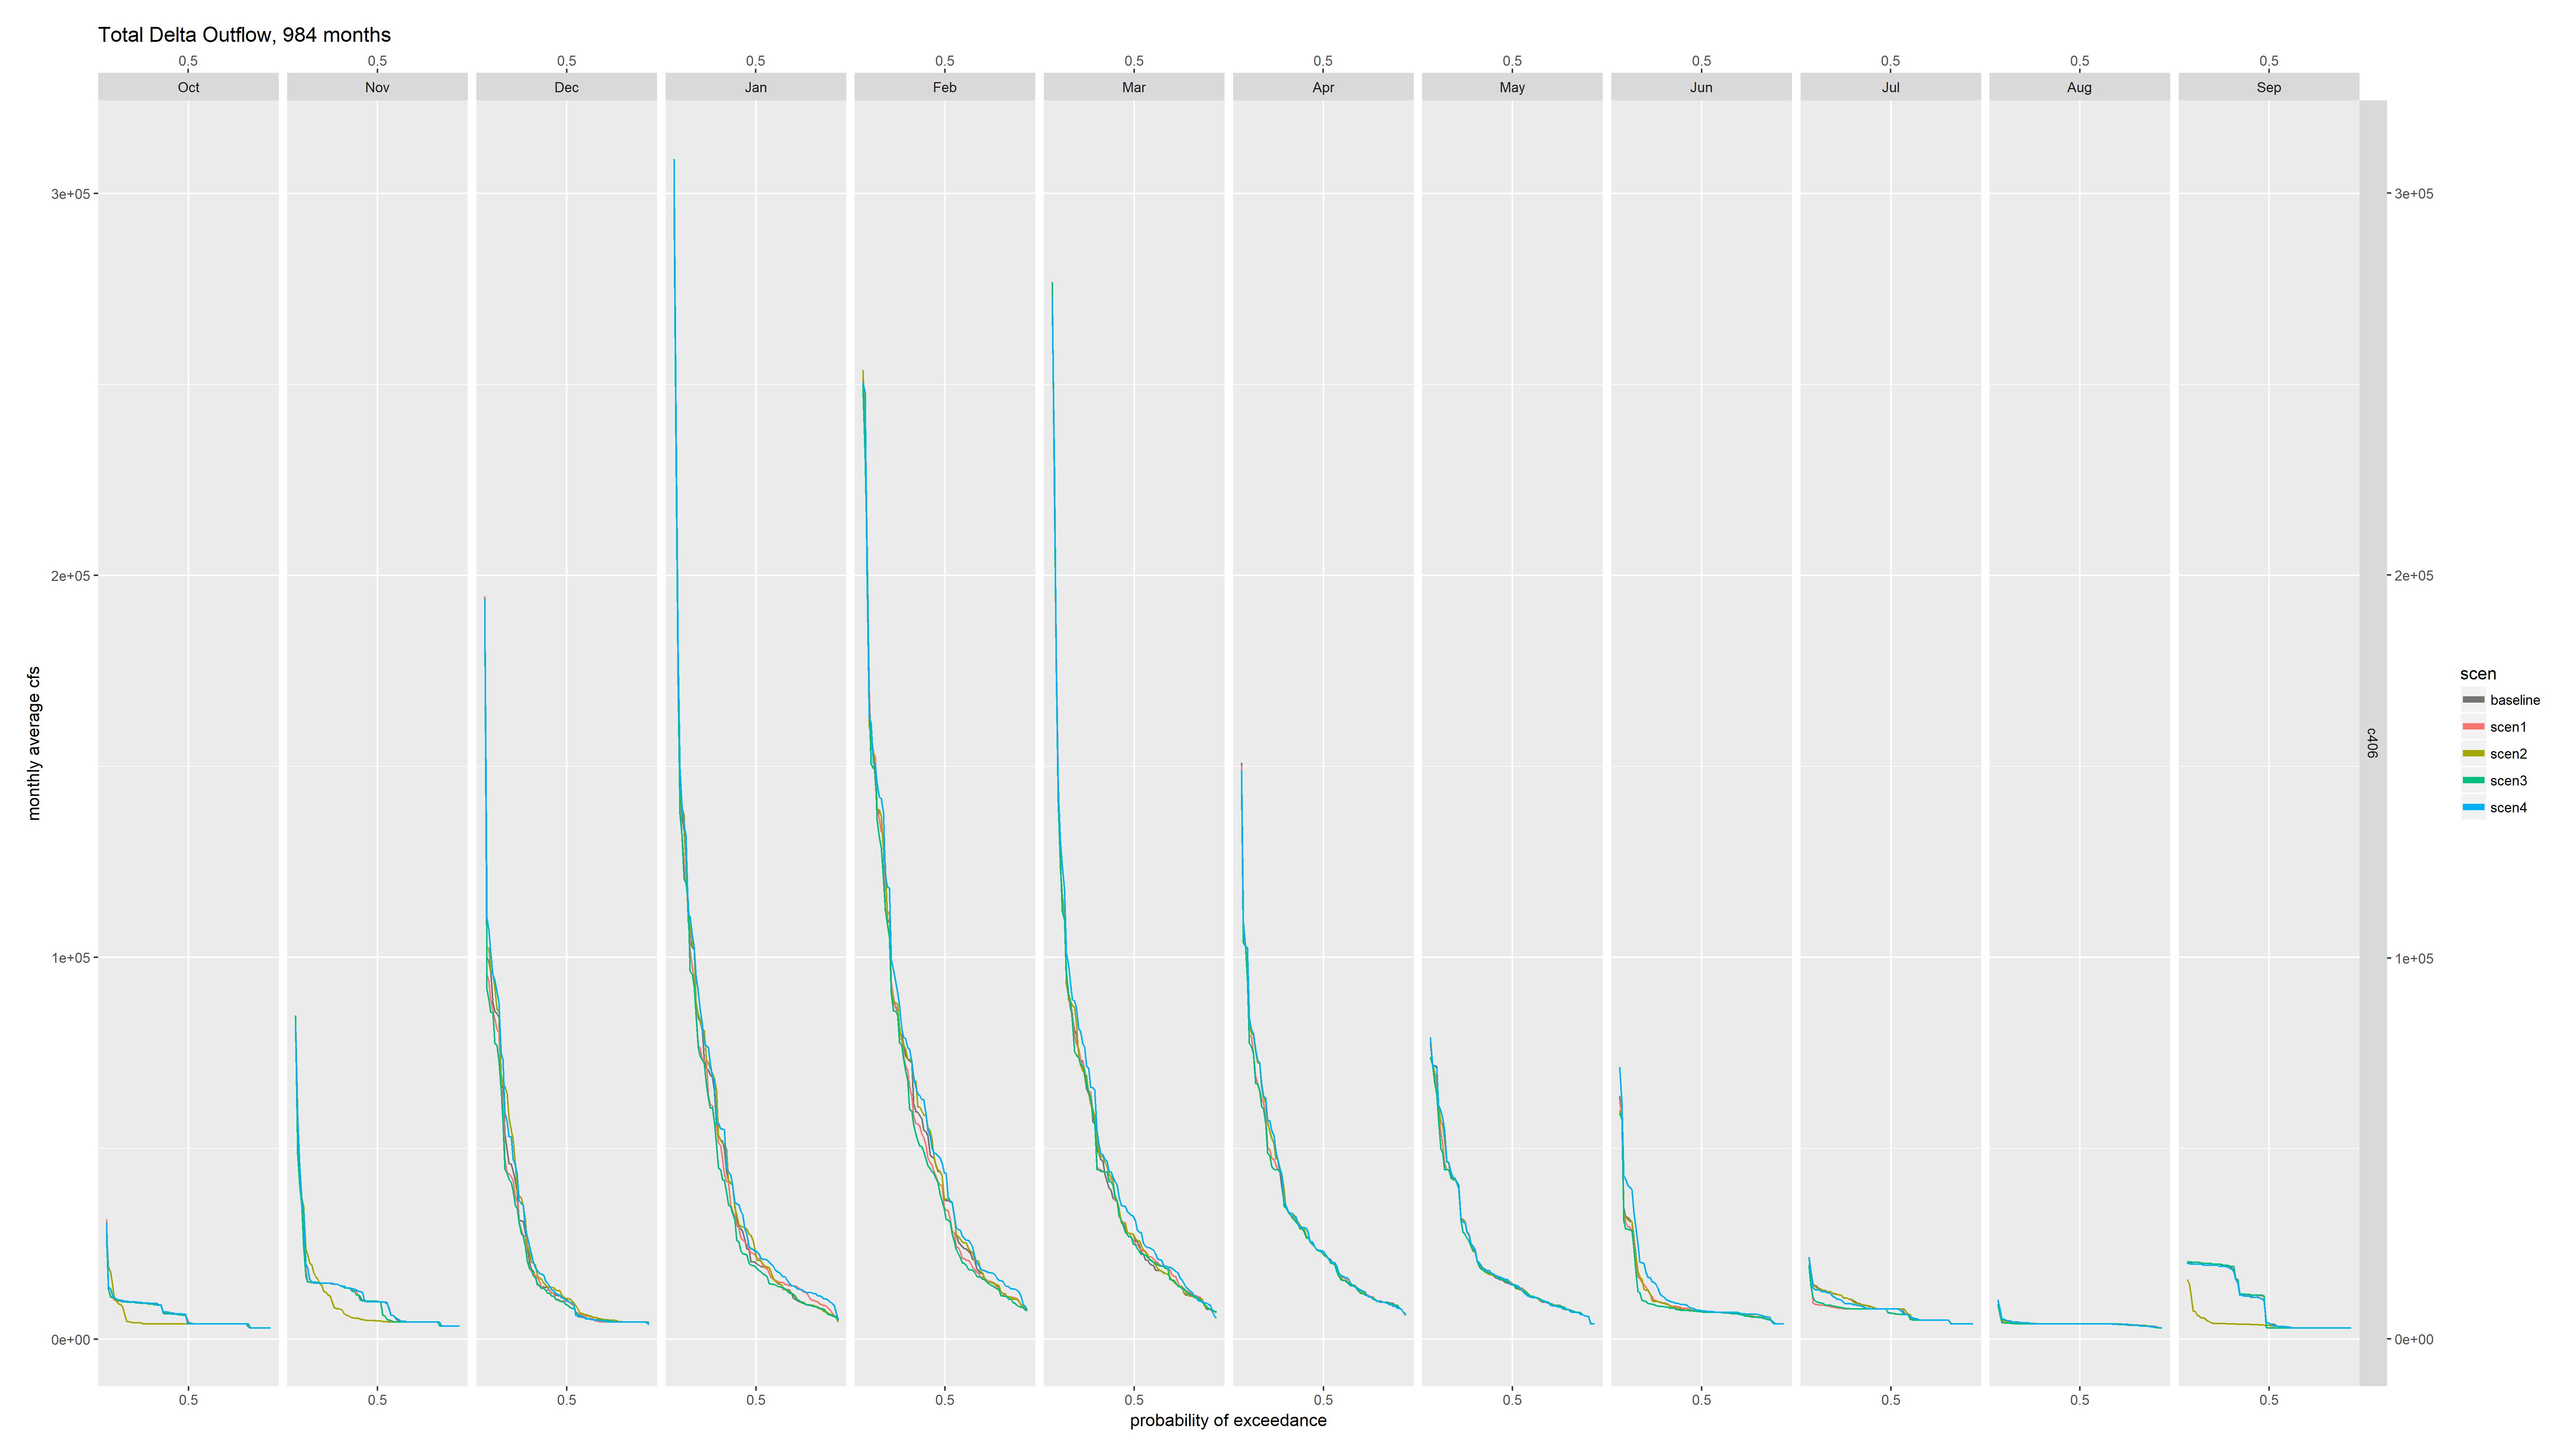 Total Delta Outflow, 984 months
0.5 0.5 0.5 0.5 0.5 0.5 0.5 0.5 0.5 0.5 0.5 0.5
Oct Nov Dec Jan Feb Mar Apr May Jun Jul Aug Sep
3e+05 3e+05
2e+05 2e+05
1e+05 1e+05
0e+00 0e+00
monthly average cfs
c406
scen
baseline
scen1
scen2
scen3
scen4
0.5 0.5 0.5 0.5 0.5 0.5 0.5 0.5 0.5 0.5 0.5 0.5
probability of exceedance